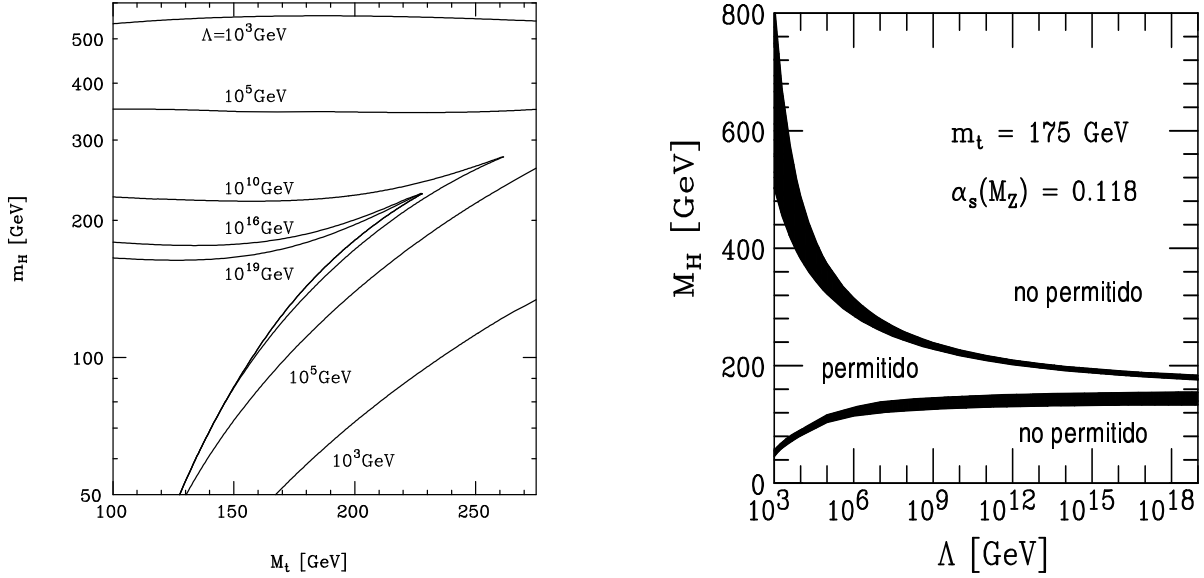 500
400
300
200
100
50
100
150
200
250
m_H [GeV]
M_t [GeV]
Λ=10³GeV
10⁵GeV
10¹⁰GeV
10¹⁶GeV
10¹⁹GeV
10⁵GeV
10³GeV
800
600
400
200
0
M_H [GeV]
m_t = 175 GeV
α_s(M_Z) = 0.118
no permitido
permitido
no permitido
10³
10⁶
10⁹
10¹²
10¹⁵
10¹⁸
Λ [GeV]